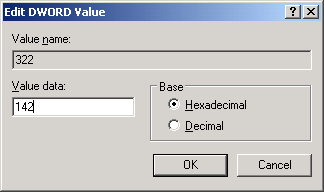 Edit DWORD Value
Value name:
322
Value data:
142
Base
Hexadecimal
Decimal
OK
Cancel